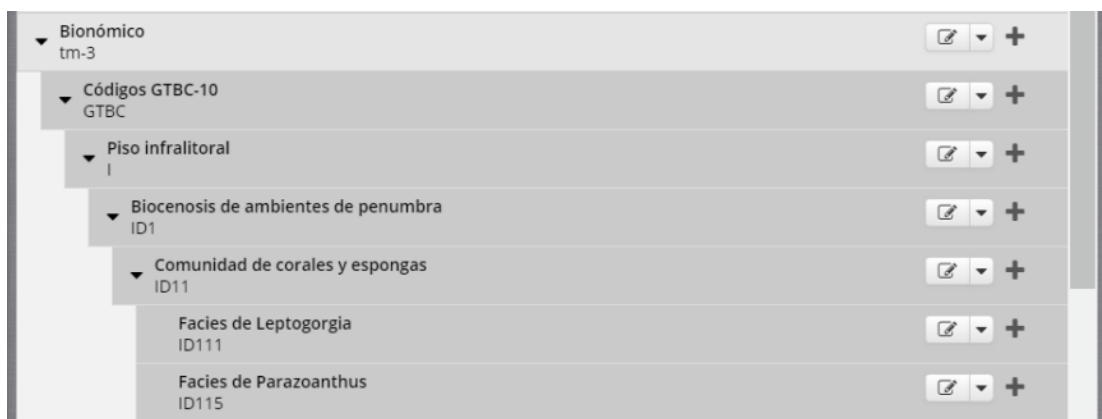 Bionómico
tm-3
Códigos GTBC-10
GTBC
Piso infralitoral
I
Biocenosis de ambientes de penumbra
ID1
Comunidad de corales y espongas
ID11
Facies de Leptogorgia
ID111
Facies de Parazoanthus
ID115